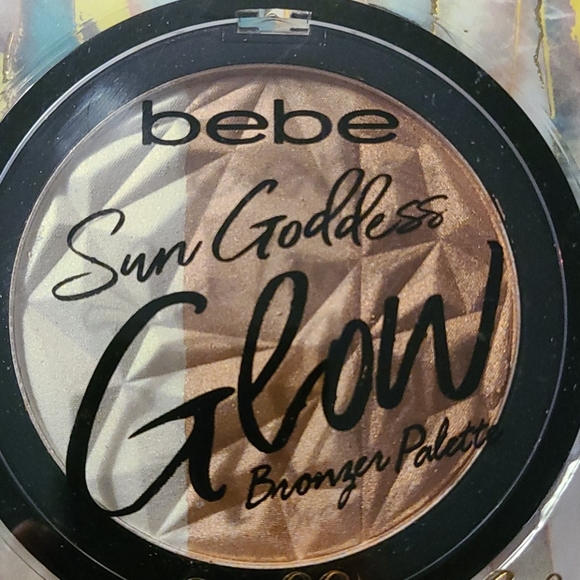 bebe
Sun Goddess
Glow
Bronzer Palette